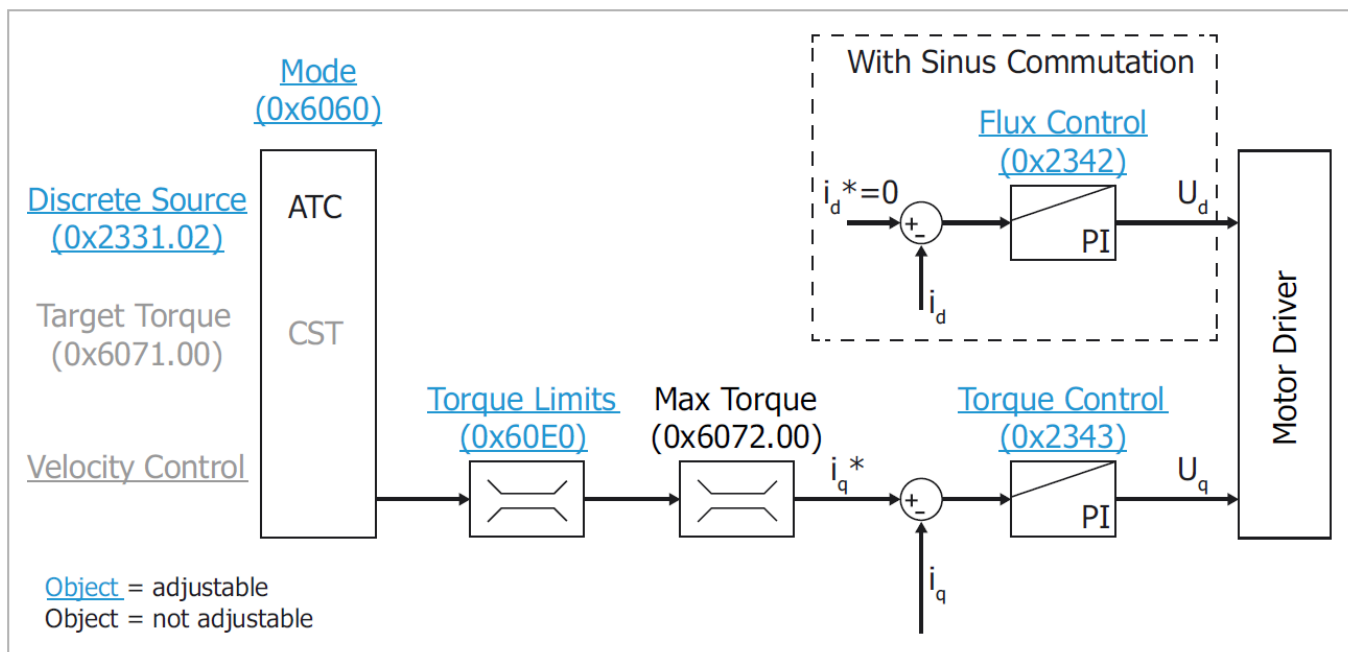 With Sinus Commutation
Mode
(0x6060)
Flux Control
(0x2342)
Discrete Source
(0x2331.02)
ATC
i_d*=0
+
-
PI
U_d
i_d
Target Torque
(0x6071.00)
CST
Motor Driver
Torque Limits
(0x60E0)
Max Torque
(0x6072.00)
Torque Control
(0x2343)
Velocity Control
i_q*
+
-
PI
U_q
i_q
Object = adjustable
Object = not adjustable